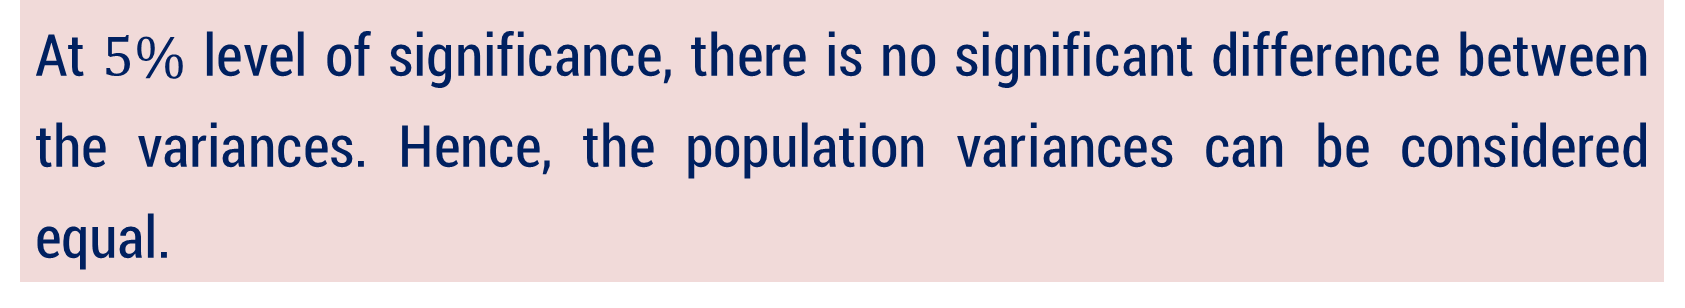 At 5% level of significance, there is no significant difference between
the variances. Hence, the population variances can be considered
equal.